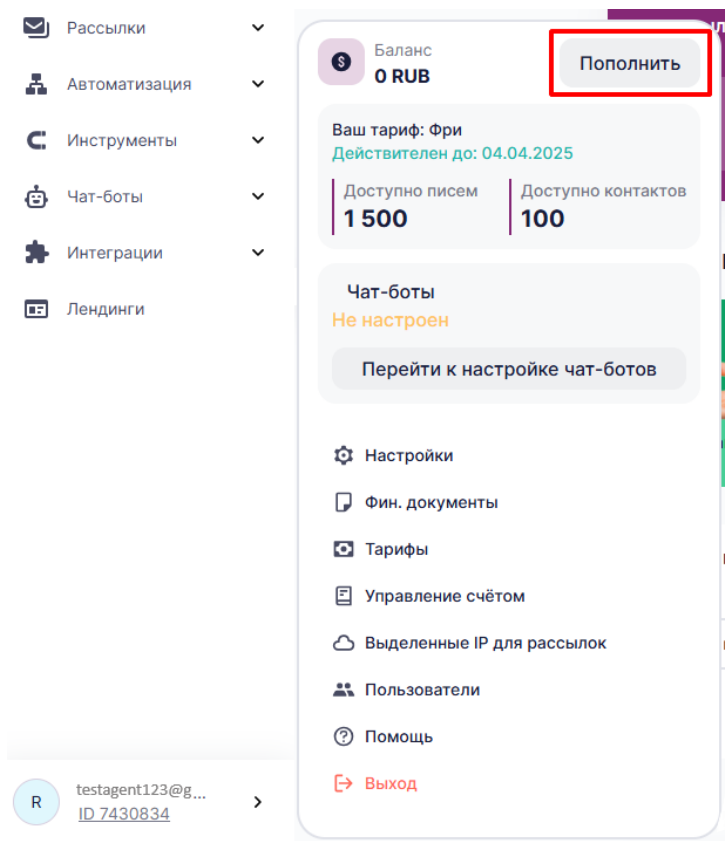 Рассылки
Автоматизация
Инструменты
Чат-боты
Интеграции
Лендинги
R
testagent123@g...
ID 7430834
Баланс
0 RUB
Пополнить
Ваш тариф: Фри
Действителен до: 04.04.2025
Доступно писем
1 500
Доступно контактов
100
Чат-боты
Не настроен
Перейти к настройке чат-ботов
Настройки
Фин. документы
Тарифы
Управление счётом
Выделенные IP для рассылок
Пользователи
Помощь
Выход